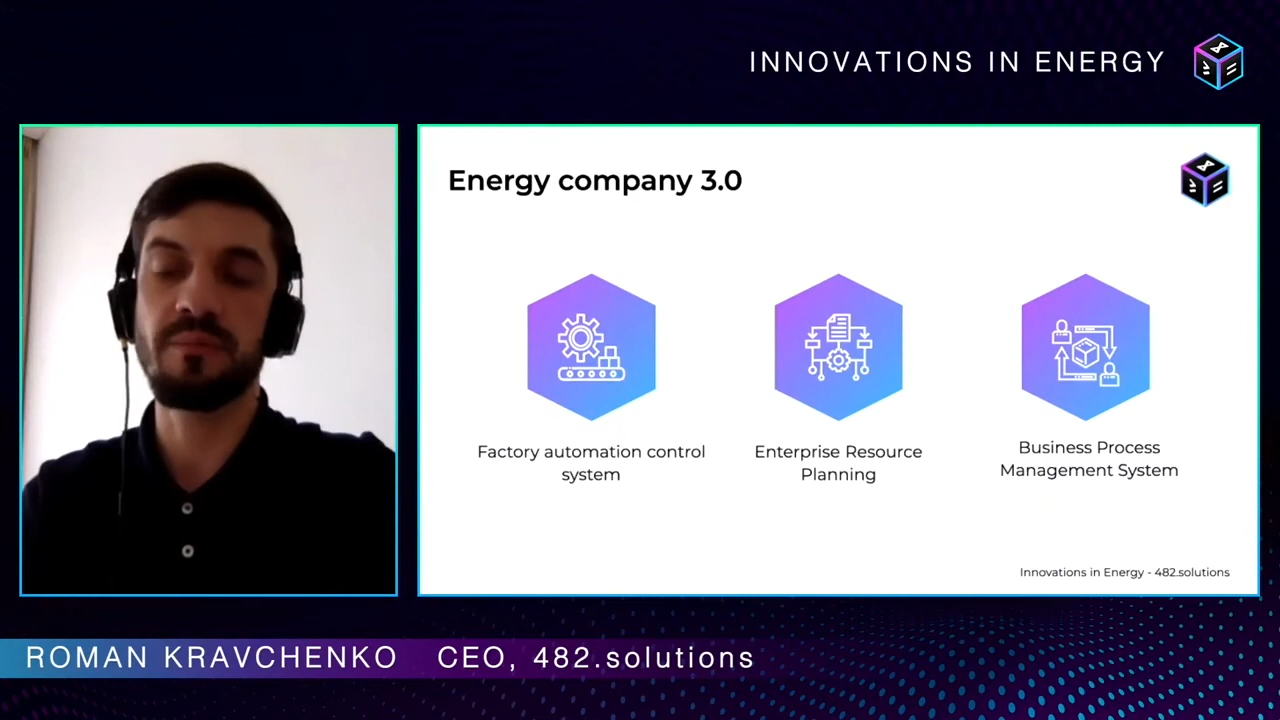 INNOVATIONS IN ENERGY
Energy company 3.0
Factory automation control
system
Enterprise Resource
Planning
Business Process
Management System
Innovations in Energy - 482.solutions
ROMAN KRAVCHENKO CEO, 482.solutions